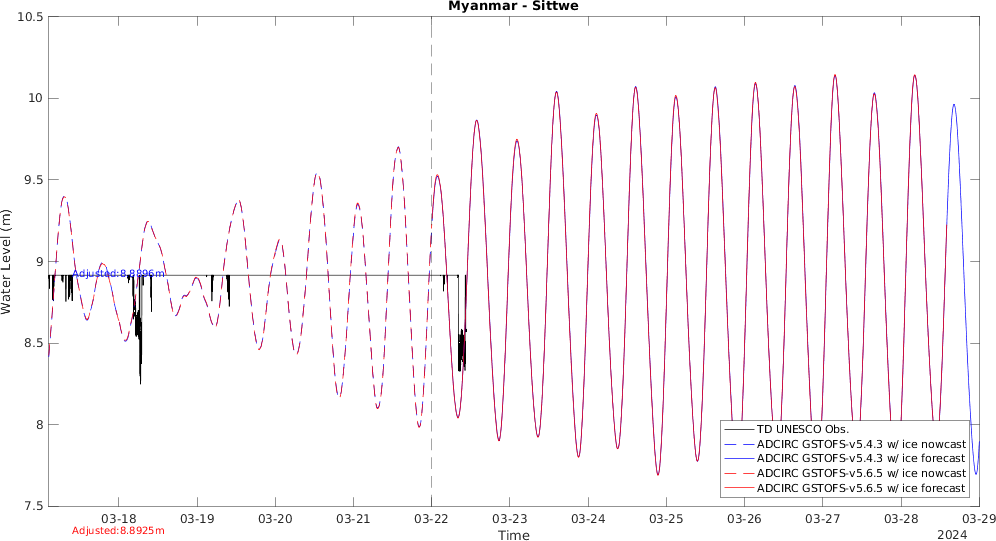 Myanmar - Sittwe
10.5
10
9.5
9
8.5
8
7.5
Water Level (m)
Adjusted:8.8896m
TD UNESCO Obs.
ADCIRC GSTOFS-v5.4.3 w/ ice nowcast
ADCIRC GSTOFS-v5.4.3 w/ ice forecast
ADCIRC GSTOFS-v5.6.5 w/ ice nowcast
ADCIRC GSTOFS-v5.6.5 w/ ice forecast
03-18 03-19 03-20 03-21 03-22 03-23 03-24 03-25 03-26 03-27 03-28 03-29
Adjusted:8.8925m
Time
2024